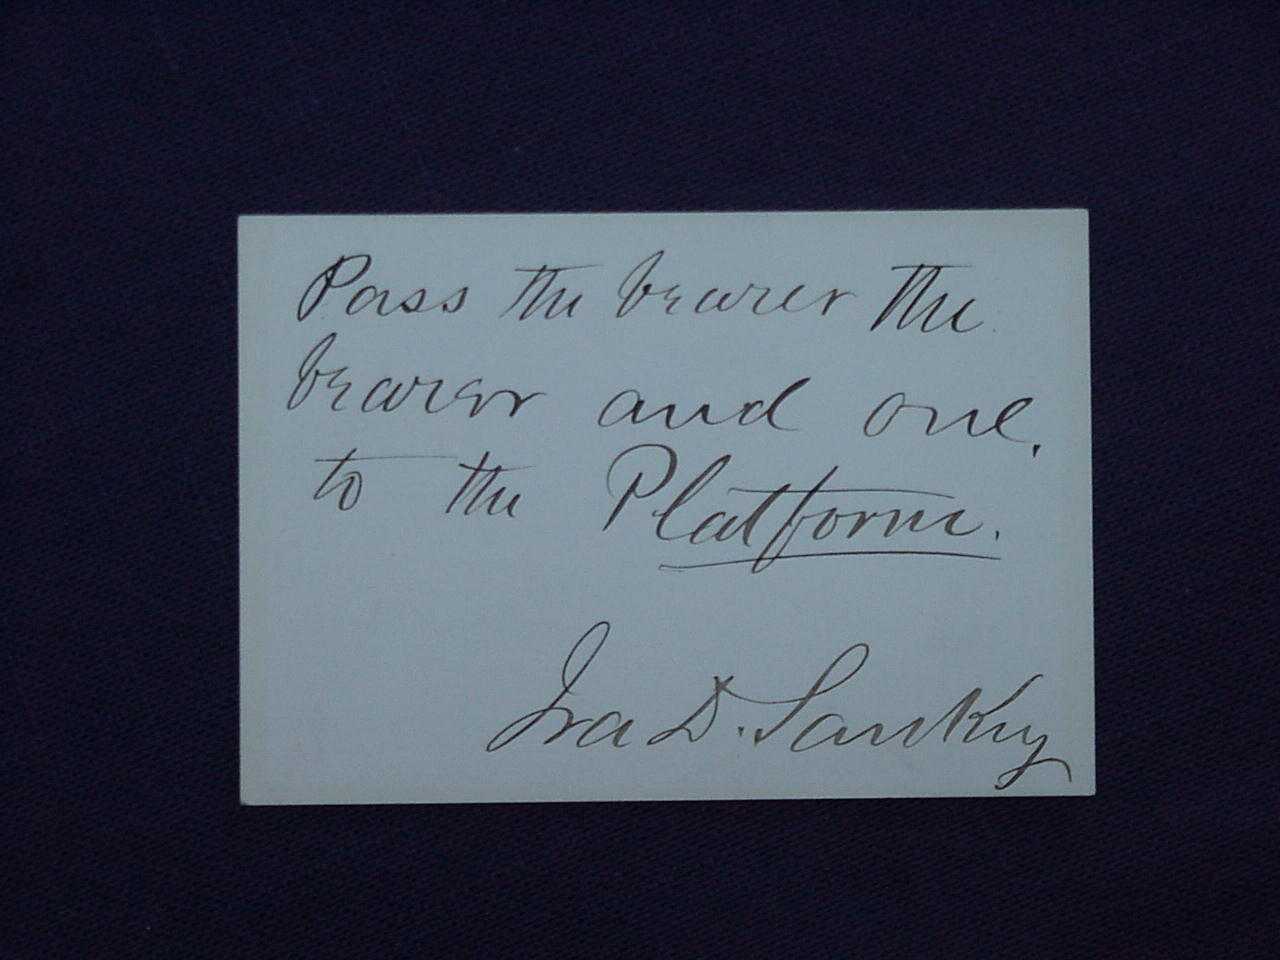 Pass the bearer the
bearer and one.
to the Platform.
Ira D. Sankey